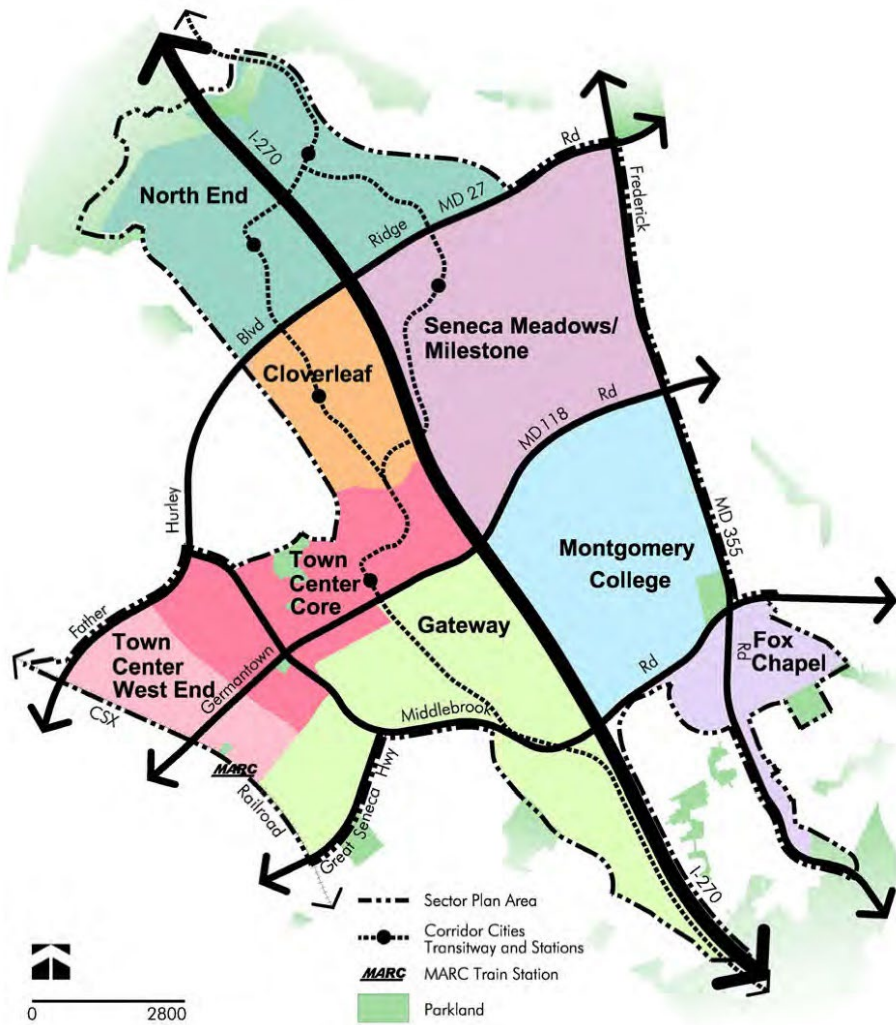 I-270
North End
Rd
MD 27
Ridge
Frederick
Blvd
Seneca Meadows/
Milestone
Cloverleaf
Rd
MD 118
Hurley
MD 355
Montgomery
College
Town
Center
Core
Father
Gateway
Fox
Chapel
Rd
Rd
Town
Center
West End
Germantown
CSX
Middlebrook
MARC
Railroad
Great Seneca Hwy
I-270
Sector Plan Area
Corridor Cities
Transitway and Stations
MARC MARC Train Station
Parkland
0 2800